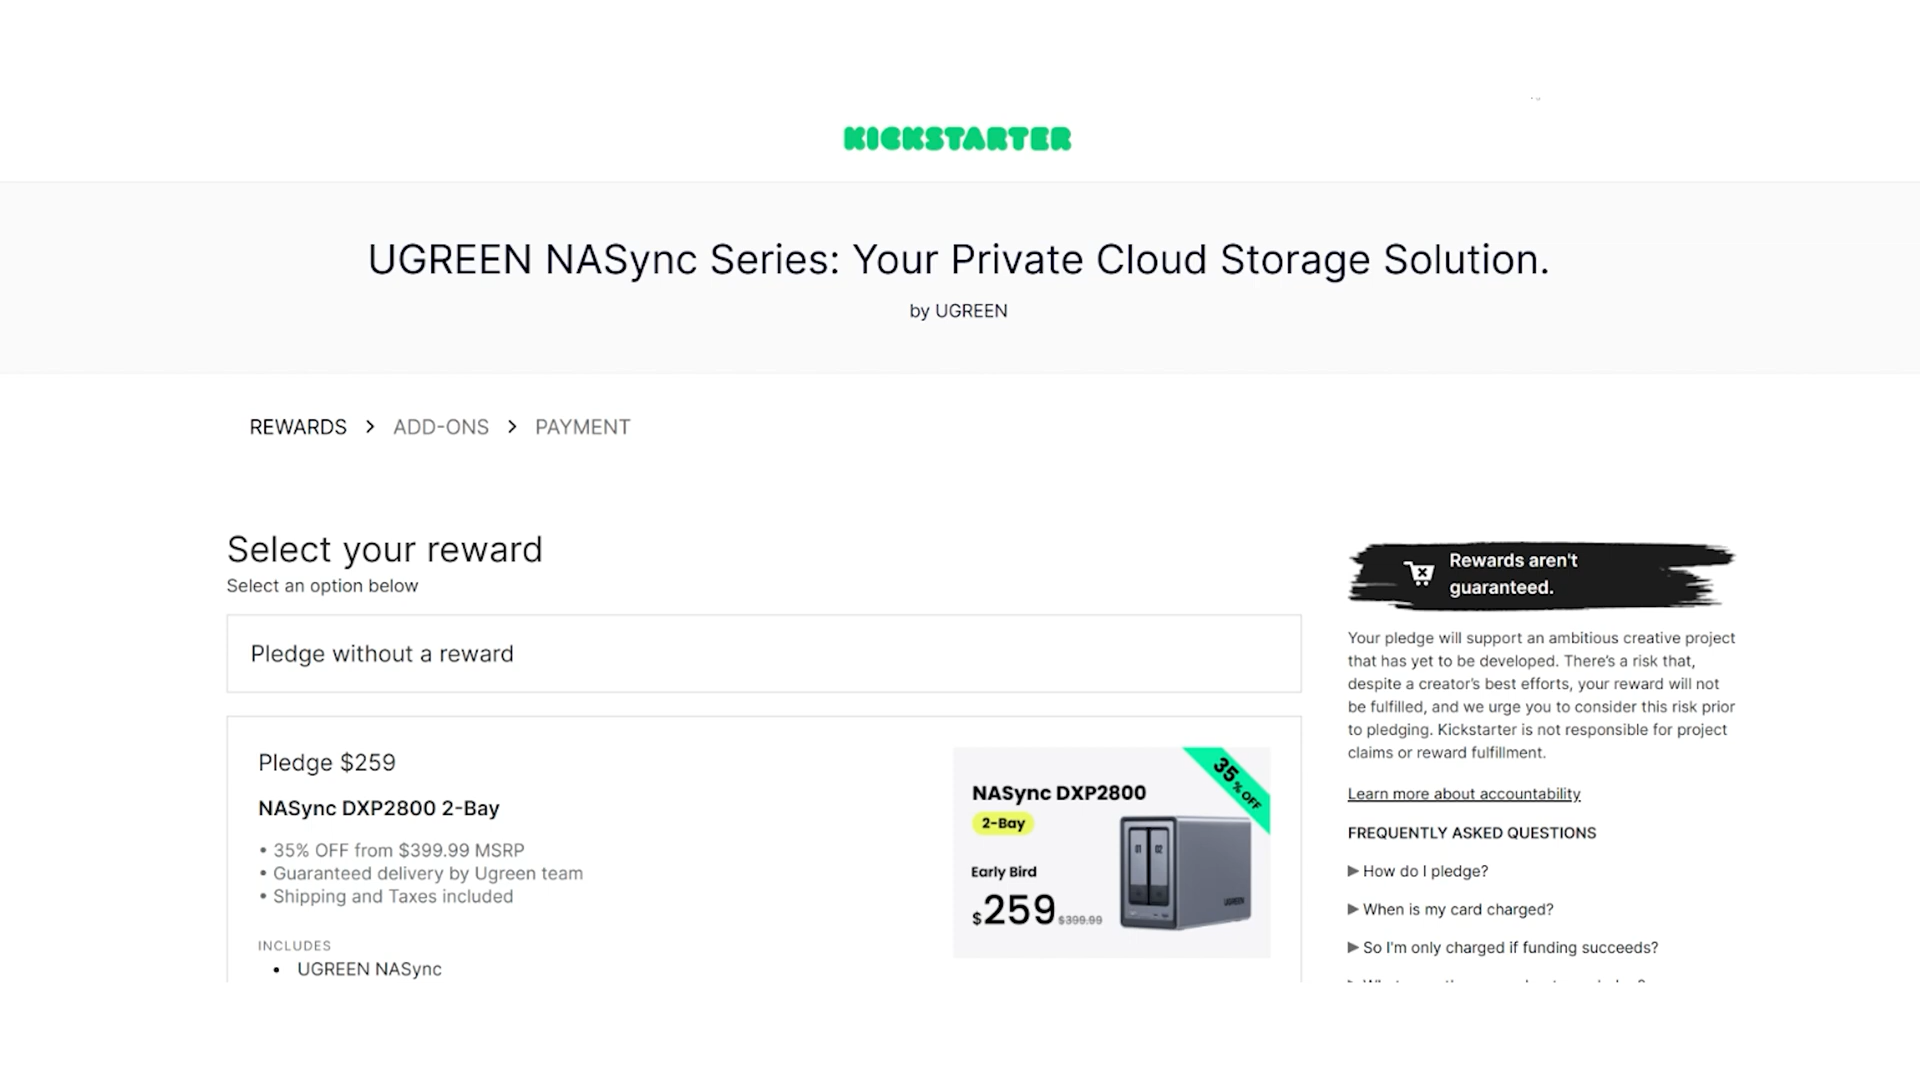 KICKSTARTER
UGREEN NASync Series: Your Private Cloud Storage Solution.
by UGREEN
REWARDS > ADD-ONS > PAYMENT
Select your reward
Select an option below
Pledge without a reward
Pledge $259
NASync DXP2800 2-Bay
• 35% OFF from $399.99 MSRP
• Guaranteed delivery by Ugreen team
• Shipping and Taxes included
INCLUDES
• UGREEN NASync
35% OFF
NASync DXP2800
2-Bay
Early Bird
$259 $399.99
01 02
UGREEN
Rewards aren't
guaranteed.
Your pledge will support an ambitious creative project
that has yet to be developed. There's a risk that,
despite a creator's best efforts, your reward will not
be fulfilled, and we urge you to consider this risk prior
to pledging. Kickstarter is not responsible for project
claims or reward fulfillment.
Learn more about accountability
FREQUENTLY ASKED QUESTIONS
▶ How do I pledge?
▶ When is my card charged?
▶ So I'm only charged if funding succeeds?